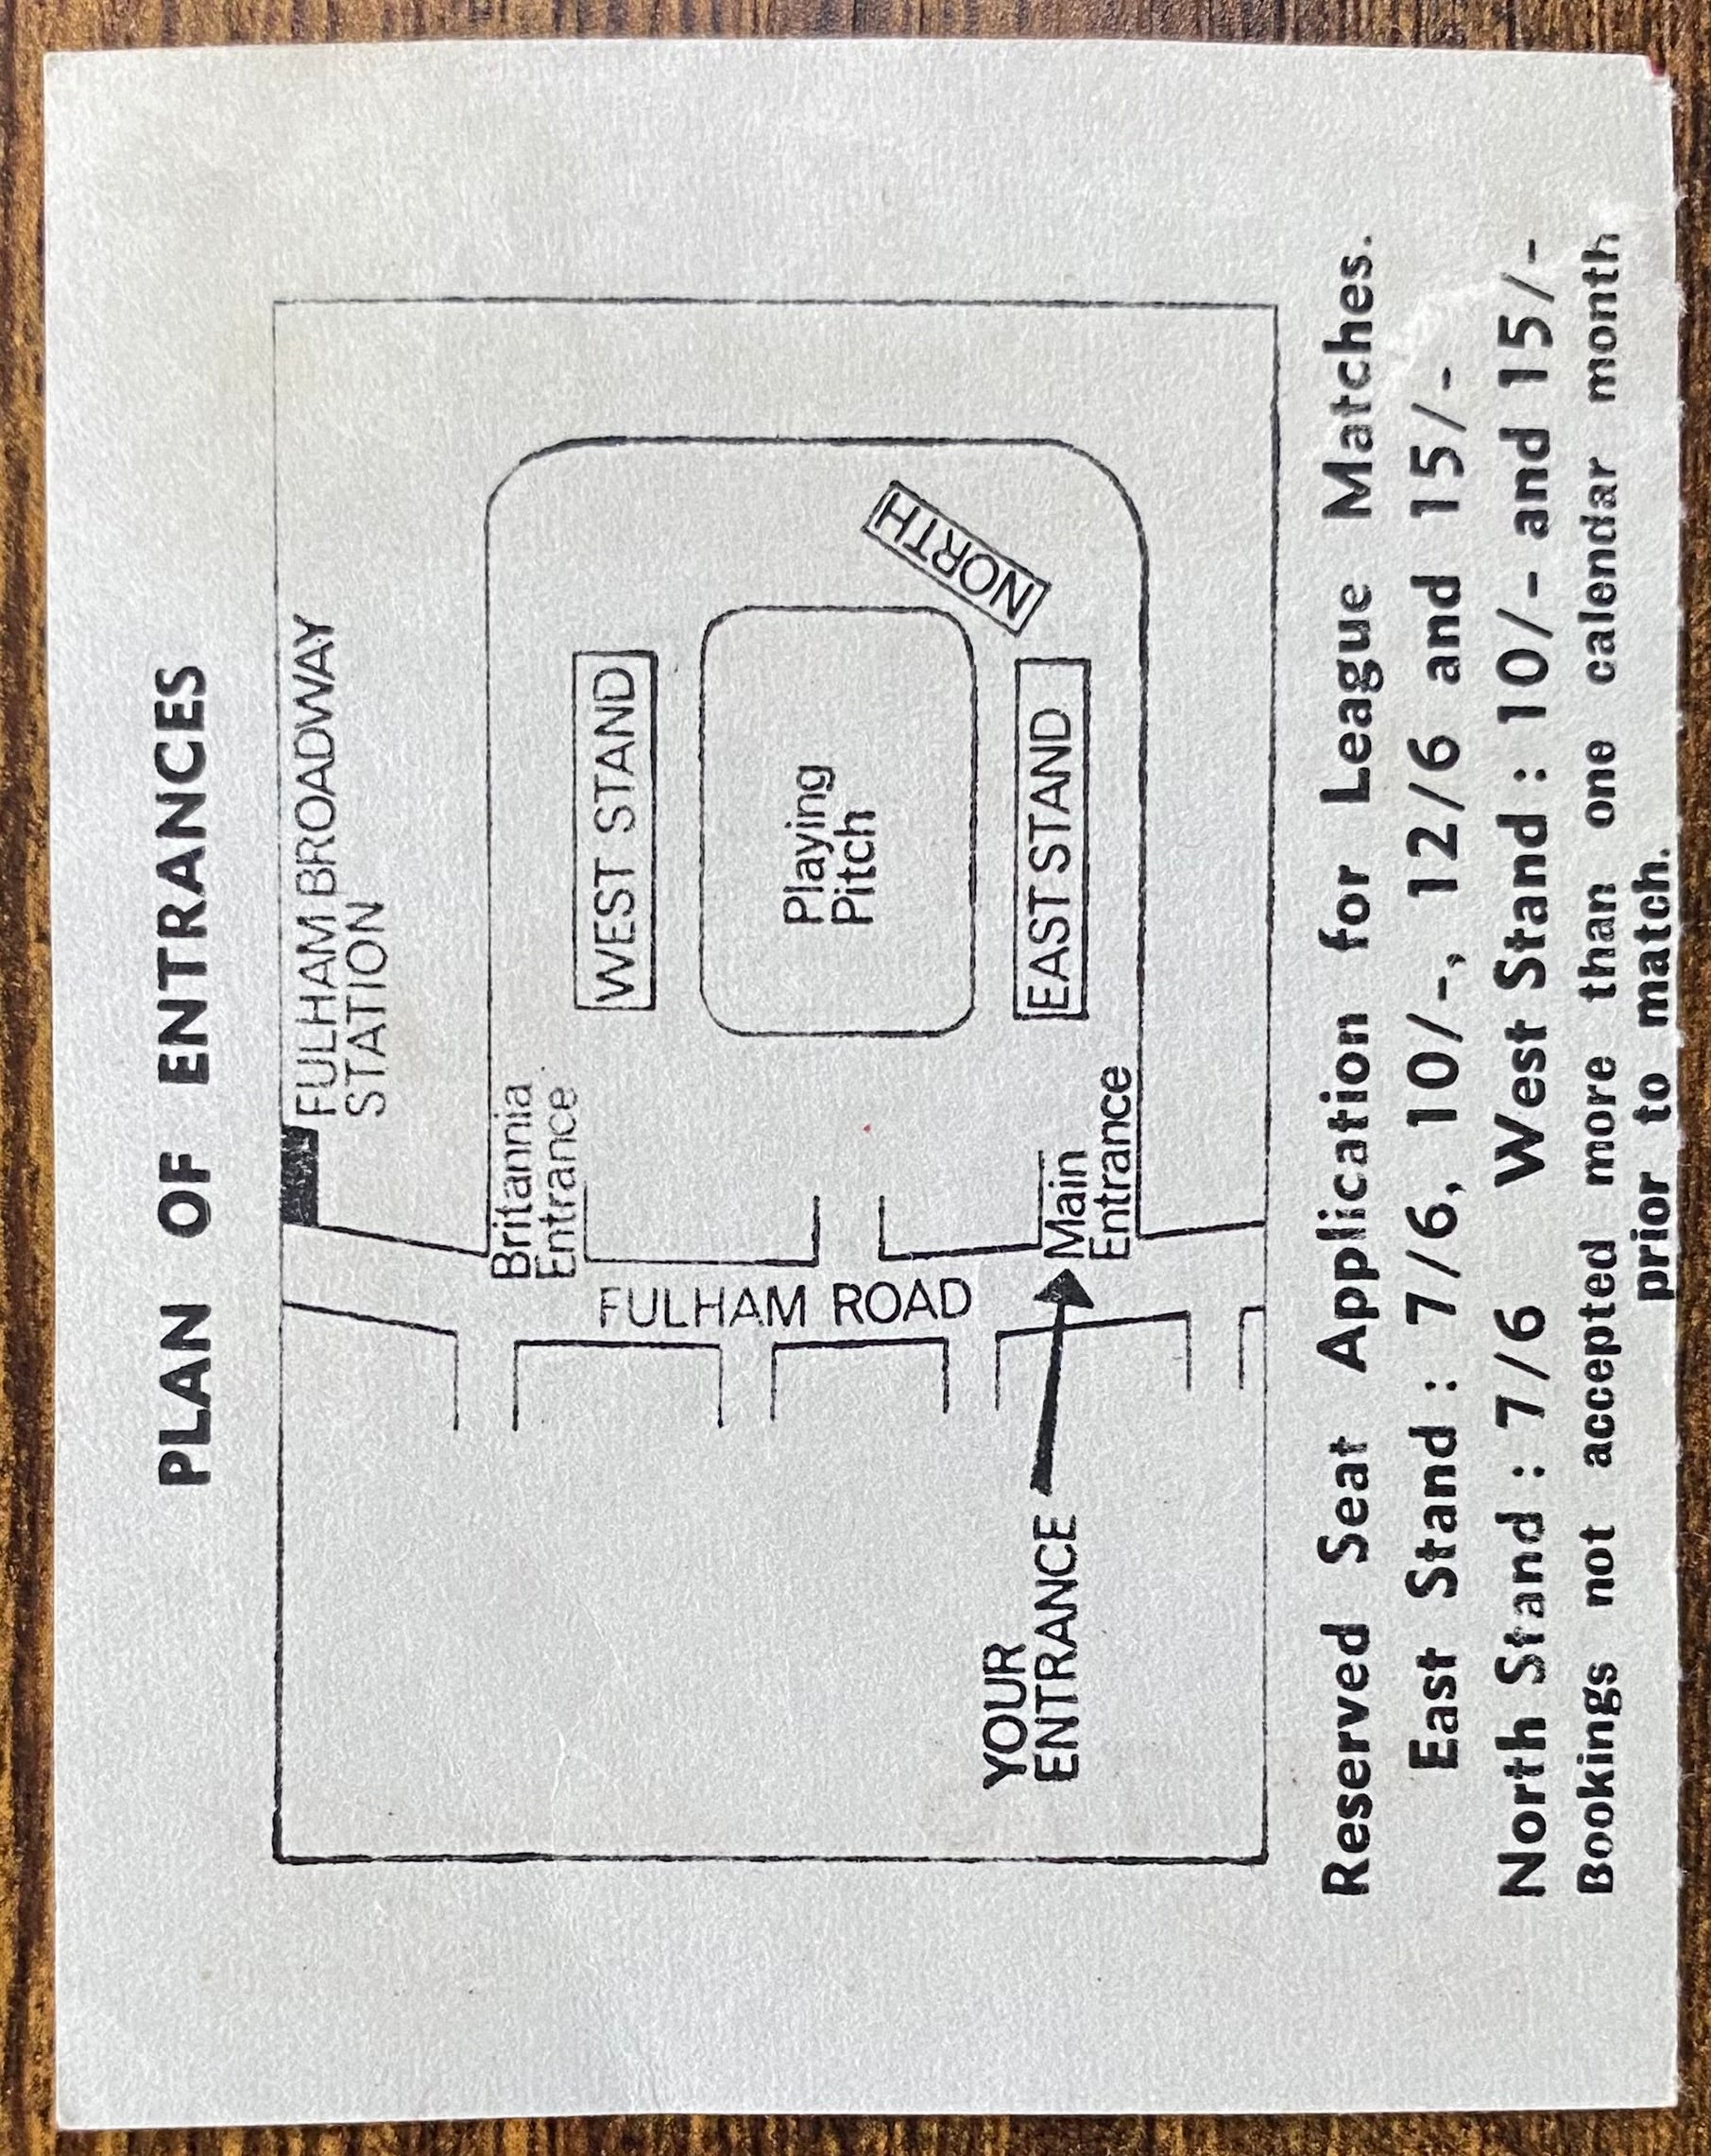 PLAN OF ENTRANCES
FULHAM BROADWAY
STATION
Britannia
Entrance
WEST STAND
FULHAM ROAD
Playing
Pitch
NORTH
YOUR
ENTRANCE
Main
Entrance
EAST STAND
Reserved Seat Application for League Matches.
East Stand : 7/6, 10/-, 12/6 and 15/-
North Stand : 7/6 West Stand : 10/- and 15/-
Bookings not accepted more than one calendar month
prior to match.